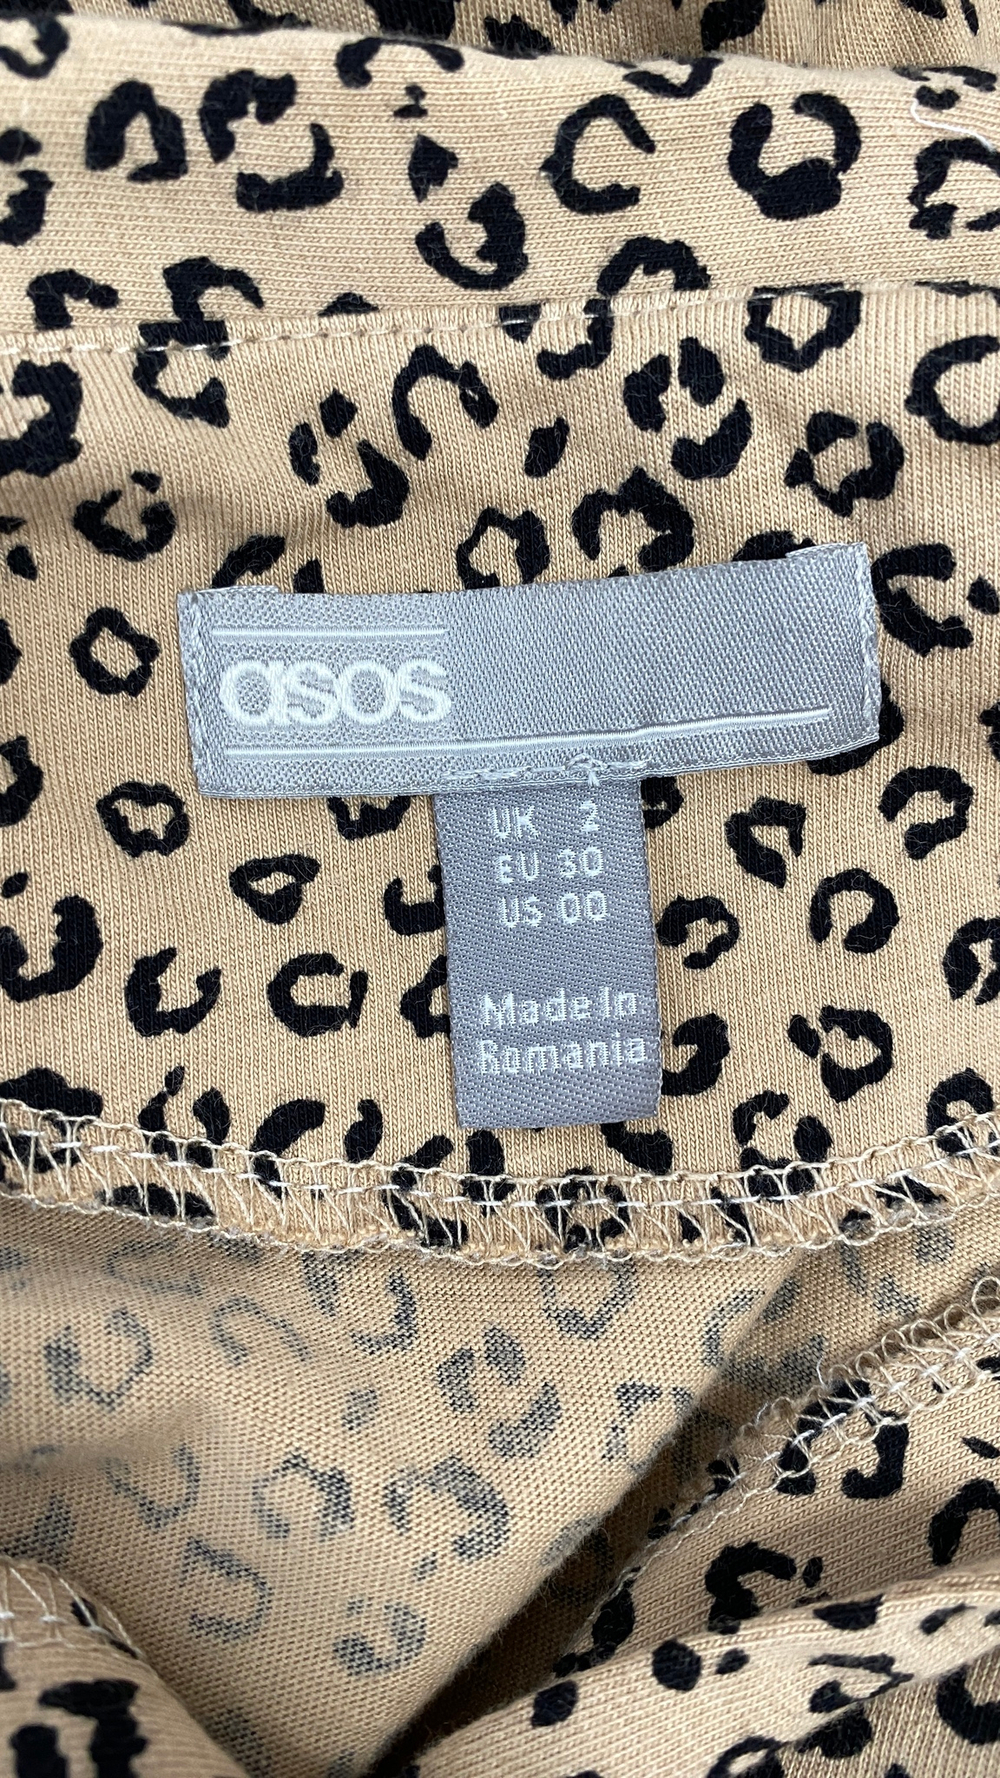 asos
UK 2
EU 30
US 00
Made In
Romania